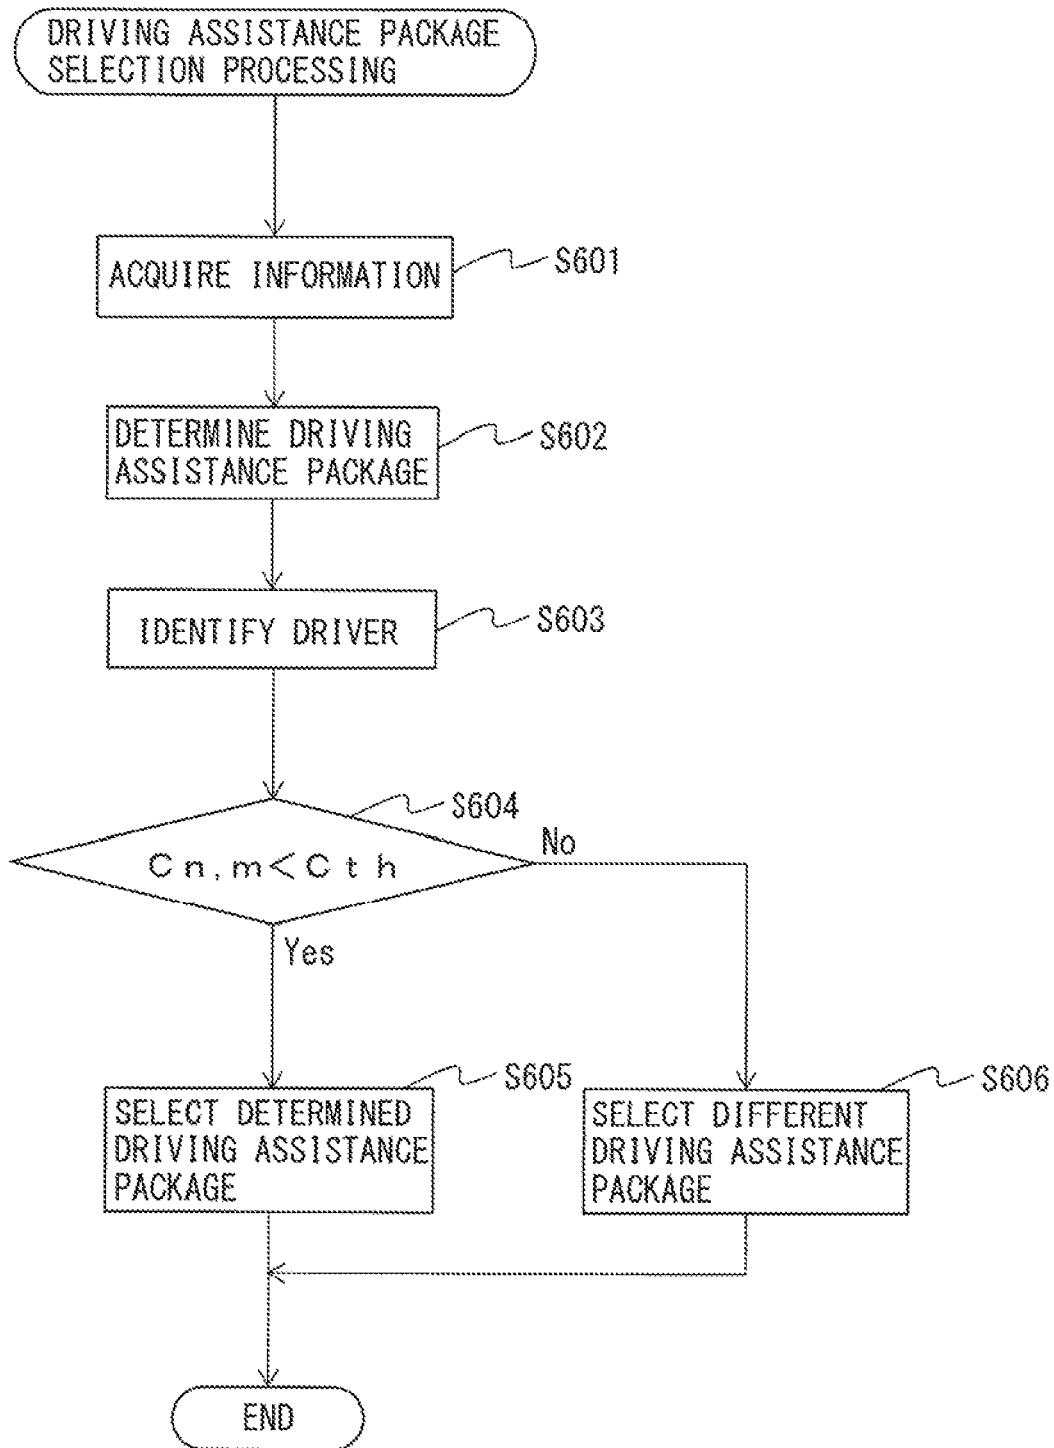 DRIVING ASSISTANCE PACKAGE
SELECTION PROCESSING
ACQUIRE INFORMATION
S601
DETERMINE DRIVING
ASSISTANCE PACKAGE
S602
IDENTIFY DRIVER
S603
S604
Cn,m<Cth
No
Yes
SELECT DETERMINED
DRIVING ASSISTANCE
PACKAGE
S605
SELECT DIFFERENT
DRIVING ASSISTANCE
PACKAGE
S606
END